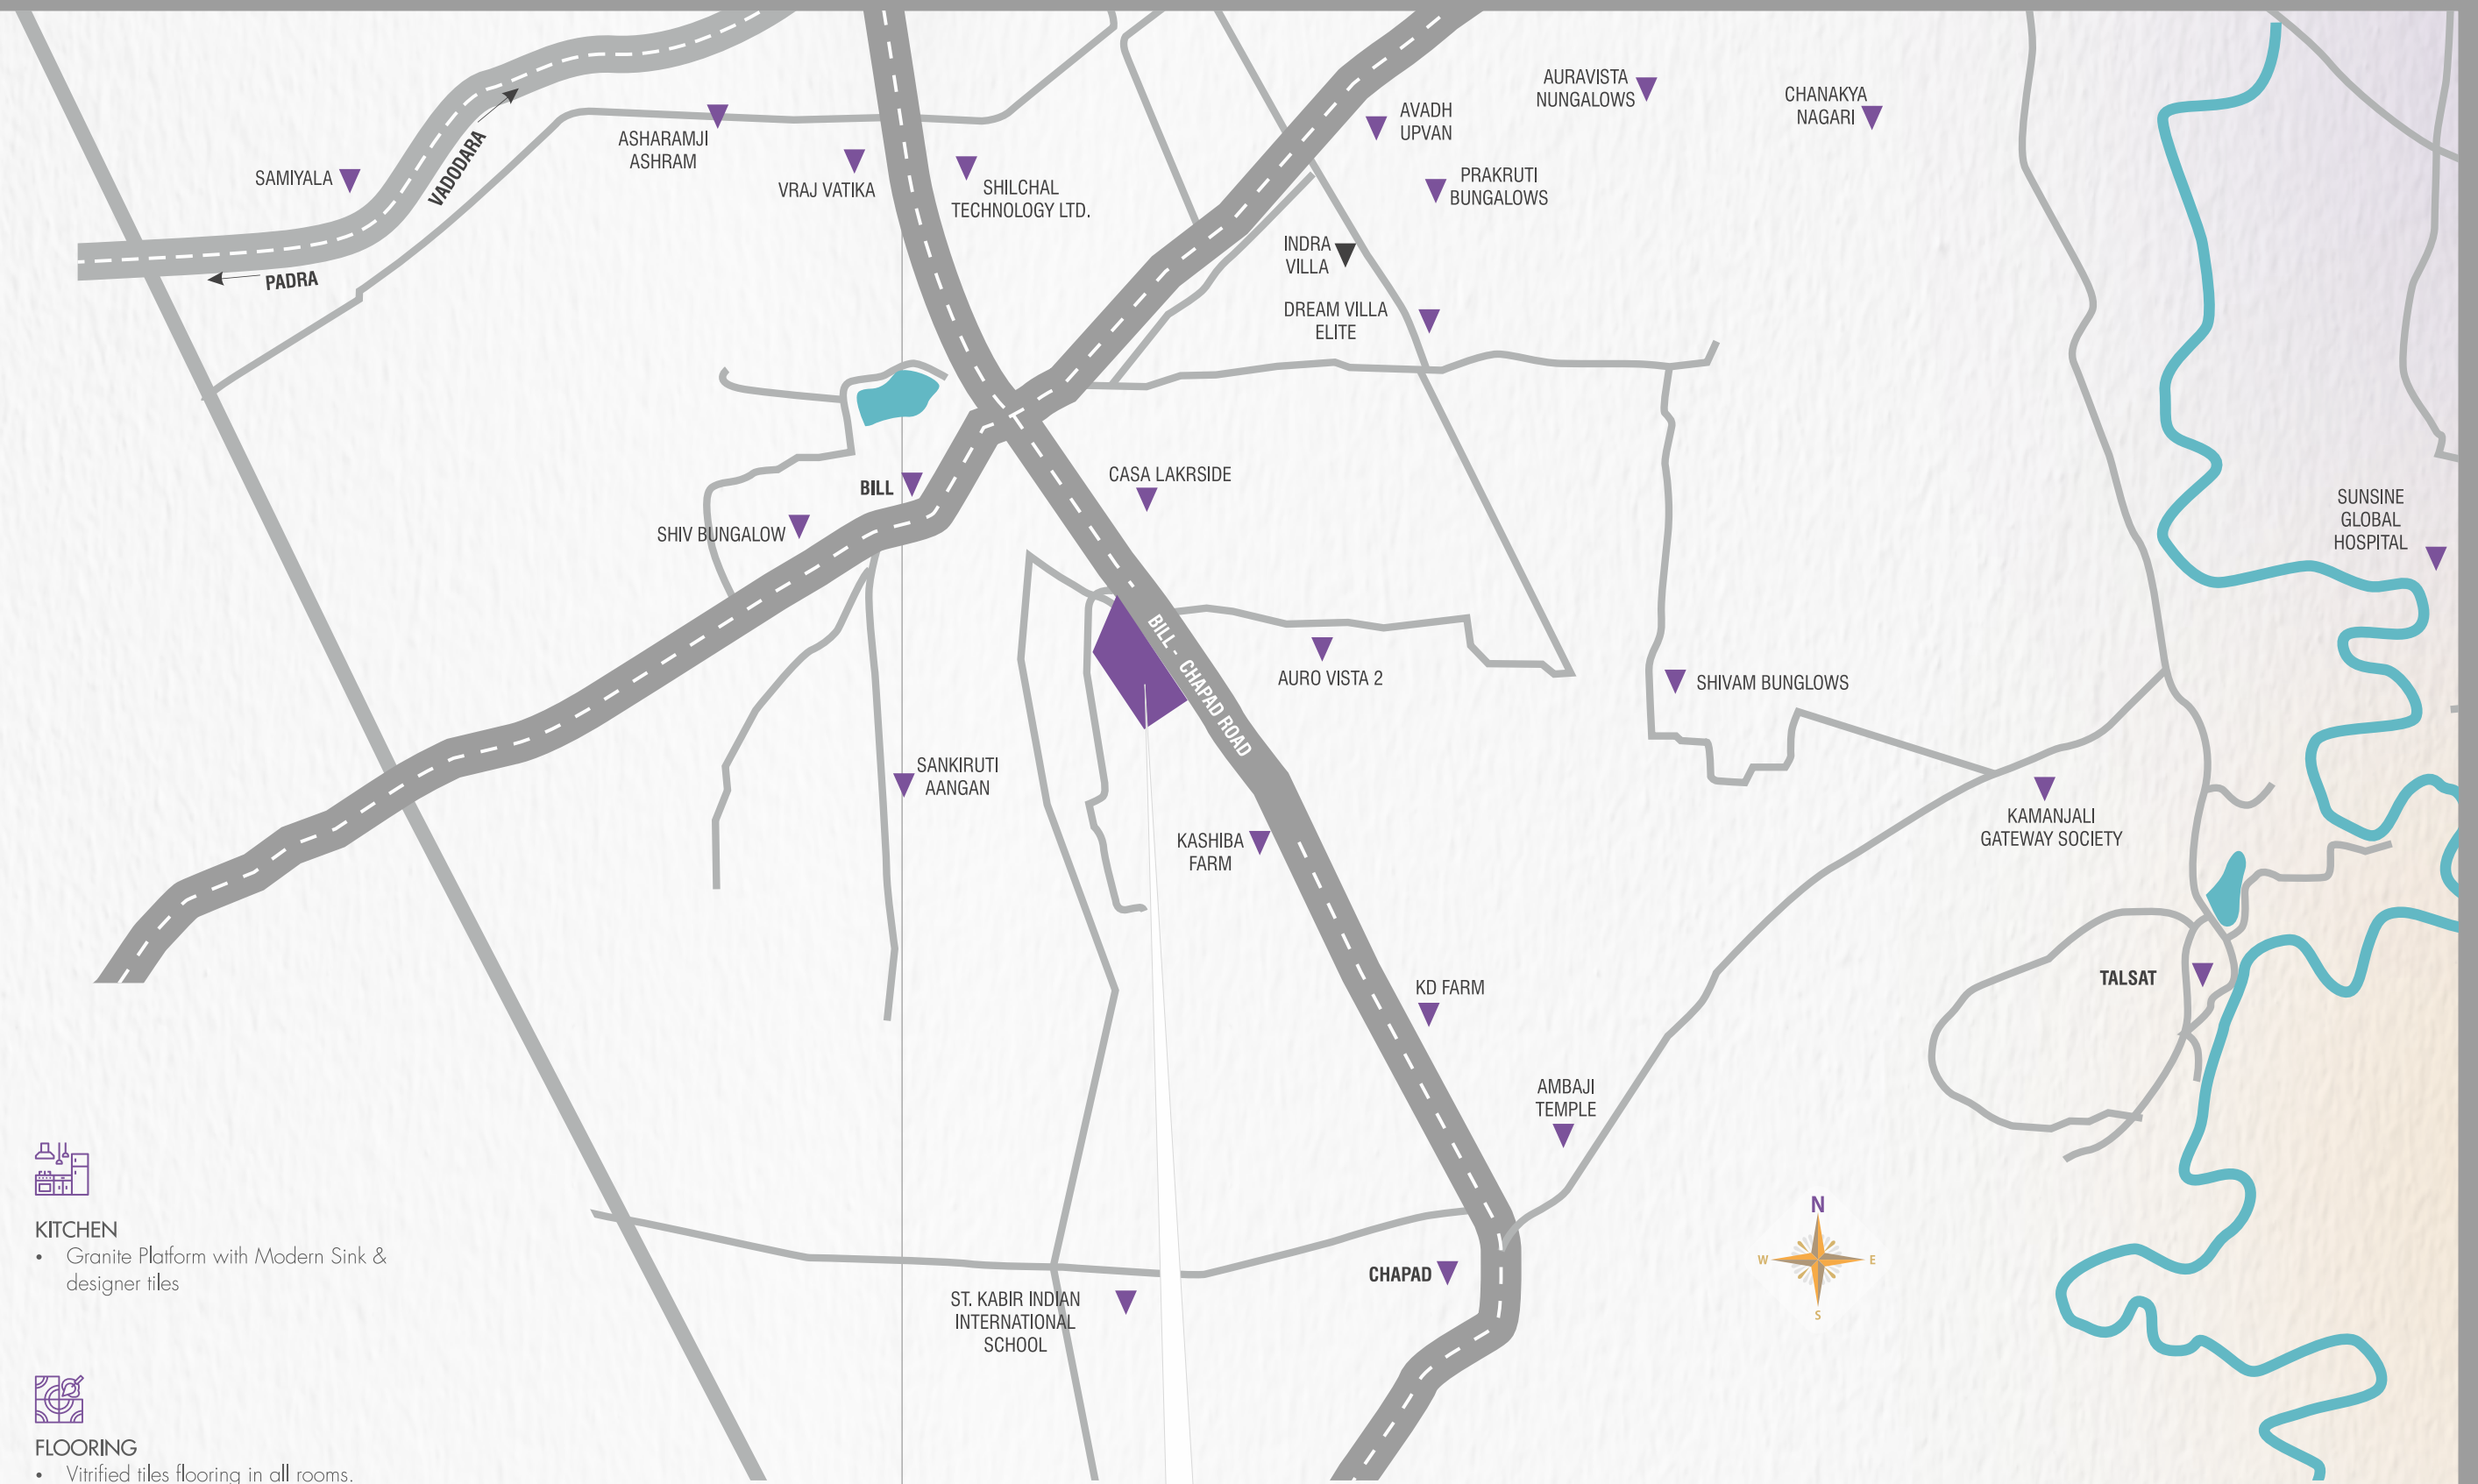 AURAVISTA
NUNGALOWS
CHANAKYA
NAGARI
AVADH
UPVAN
ASHARAMJI
ASHRAM
VADODARA
SAMIYALA
VRAJ VATIKA
SHILCHAL
TECHNOLOGY LTD.
PRAKRUTI
BUNGALOWS
INDRA
VILLA
PADRA
DREAM VILLA
ELITE
CASA LAKRSIDE
BILL
SHIV BUNGALOW
SUNSINE
GLOBAL
HOSPITAL
BILL - CHAPAD ROAD
AURO VISTA 2
SHIVAM BUNGLOWS
SANKIRUTI
AANGAN
KASHIBA
FARM
KAMANJALI
GATEWAY SOCIETY
TALSAT
KD FARM
AMBAJI
TEMPLE
N
W
E
S
CHAPAD
ST. KABIR INDIAN
INTERNATIONAL
SCHOOL
KITCHEN
• Granite Platform with Modern Sink &
designer tiles
FLOORING
• Vitrified tiles flooring in all rooms.